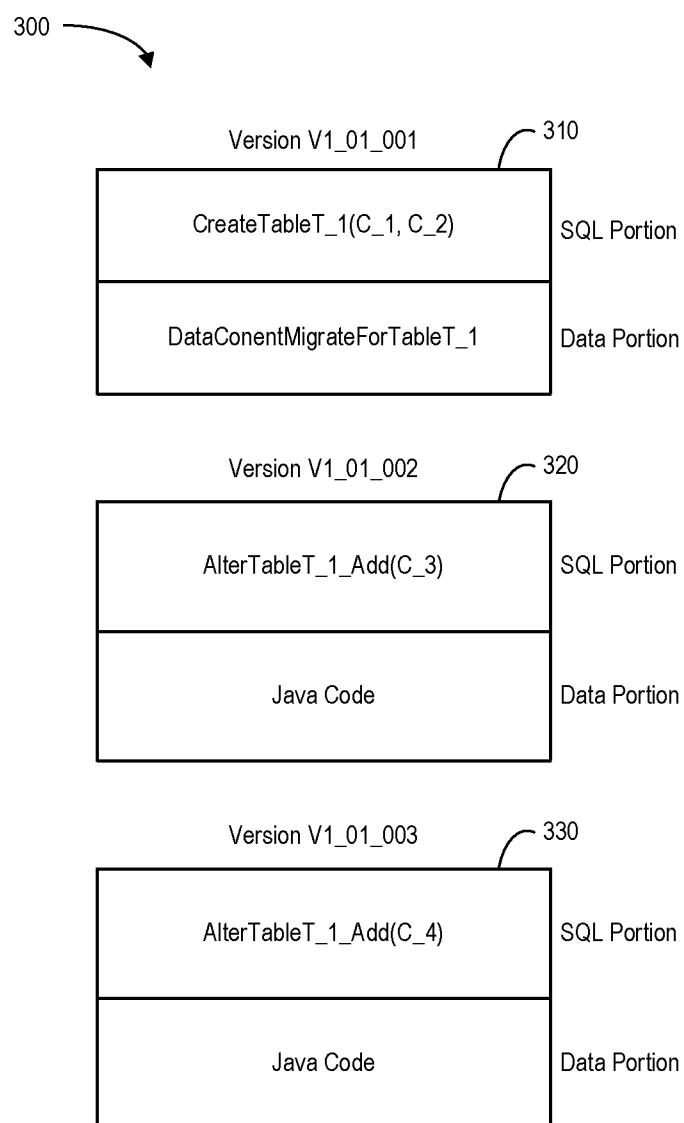 300
Version V1_01_001
310
CreateTableT_1(C_1, C_2)
SQL Portion
DataConentMigrateForTableT_1
Data Portion
Version V1_01_002
320
AlterTableT_1_Add(C_3)
SQL Portion
Java Code
Data Portion
Version V1_01_003
330
AlterTableT_1_Add(C_4)
SQL Portion
Java Code
Data Portion